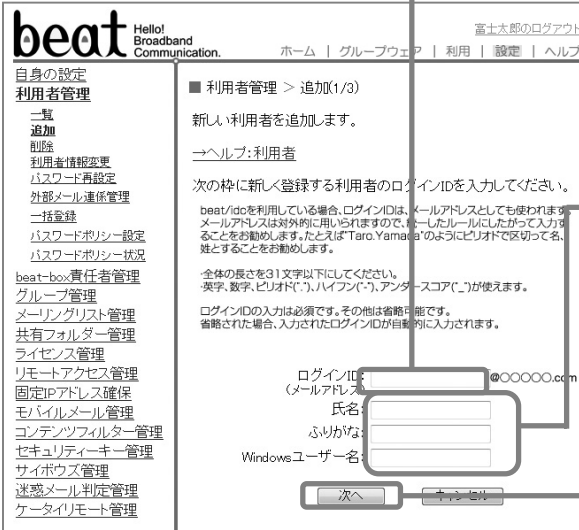 beat Hello!
Broadband
Communication.
富士太郎のログアウト
ホーム | グループウェア | 利用 | 設定 | ヘルプ
自身の設定
利用者管理
一覧
追加
削除
利用者情報変更
パスワード再設定
外部メール連係管理
一括登録
パスワードポリシー設定
パスワードポリシー状況
beat-box責任者管理
グループ管理
メーリングリスト管理
共有フォルダー管理
ライセンス管理
リモートアクセス管理
固定IPアドレス確保
モバイルメール管理
コンテンツフィルター管理
セキュリティーキー管理
サイボウズ管理
迷惑メール判定管理
ケータイリモート管理
■ 利用者管理 > 追加(1/3)
新しい利用者を追加します。
→ヘルプ:利用者
次の枠に新しく登録する利用者のログインIDを入力してください。
beat/idcを利用している場合、ログインIDは、メールアドレスとしても使われます。
メールアドレスは対外的に用いられますので、統一したルールにしたがって入力す
ることをお勧めします。たとえば"Taro.Yamada"のようにピリオドで区切って名、
姓とすることをお勧めします。
・全体の長さを31文字以下にしてください。
・英字、数字、ピリオド(".")、ハイフン("-")、アンダースコア("_")が使えます。
ログインIDの入力は必須です。その他は省略可能です。
省略された場合、入力されたログインIDが自動的に入力されます。
ログインID: @○○○○○.com
(メールアドレス)
氏名:
ふりがな:
Windowsユーザー名:
次へ キャンセル